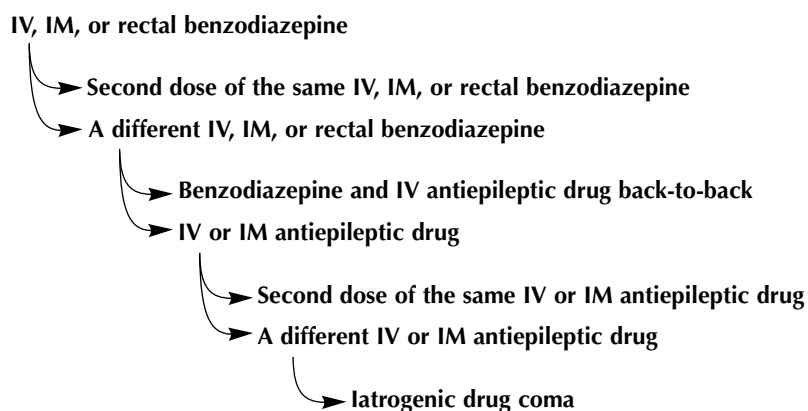 IV, IM, or rectal benzodiazepine
Second dose of the same IV, IM, or rectal benzodiazepine
A different IV, IM, or rectal benzodiazepine
Benzodiazepine and IV antiepileptic drug back-to-back
IV or IM antiepileptic drug
Second dose of the same IV or IM antiepileptic drug
A different IV or IM antiepileptic drug
Iatrogenic drug coma